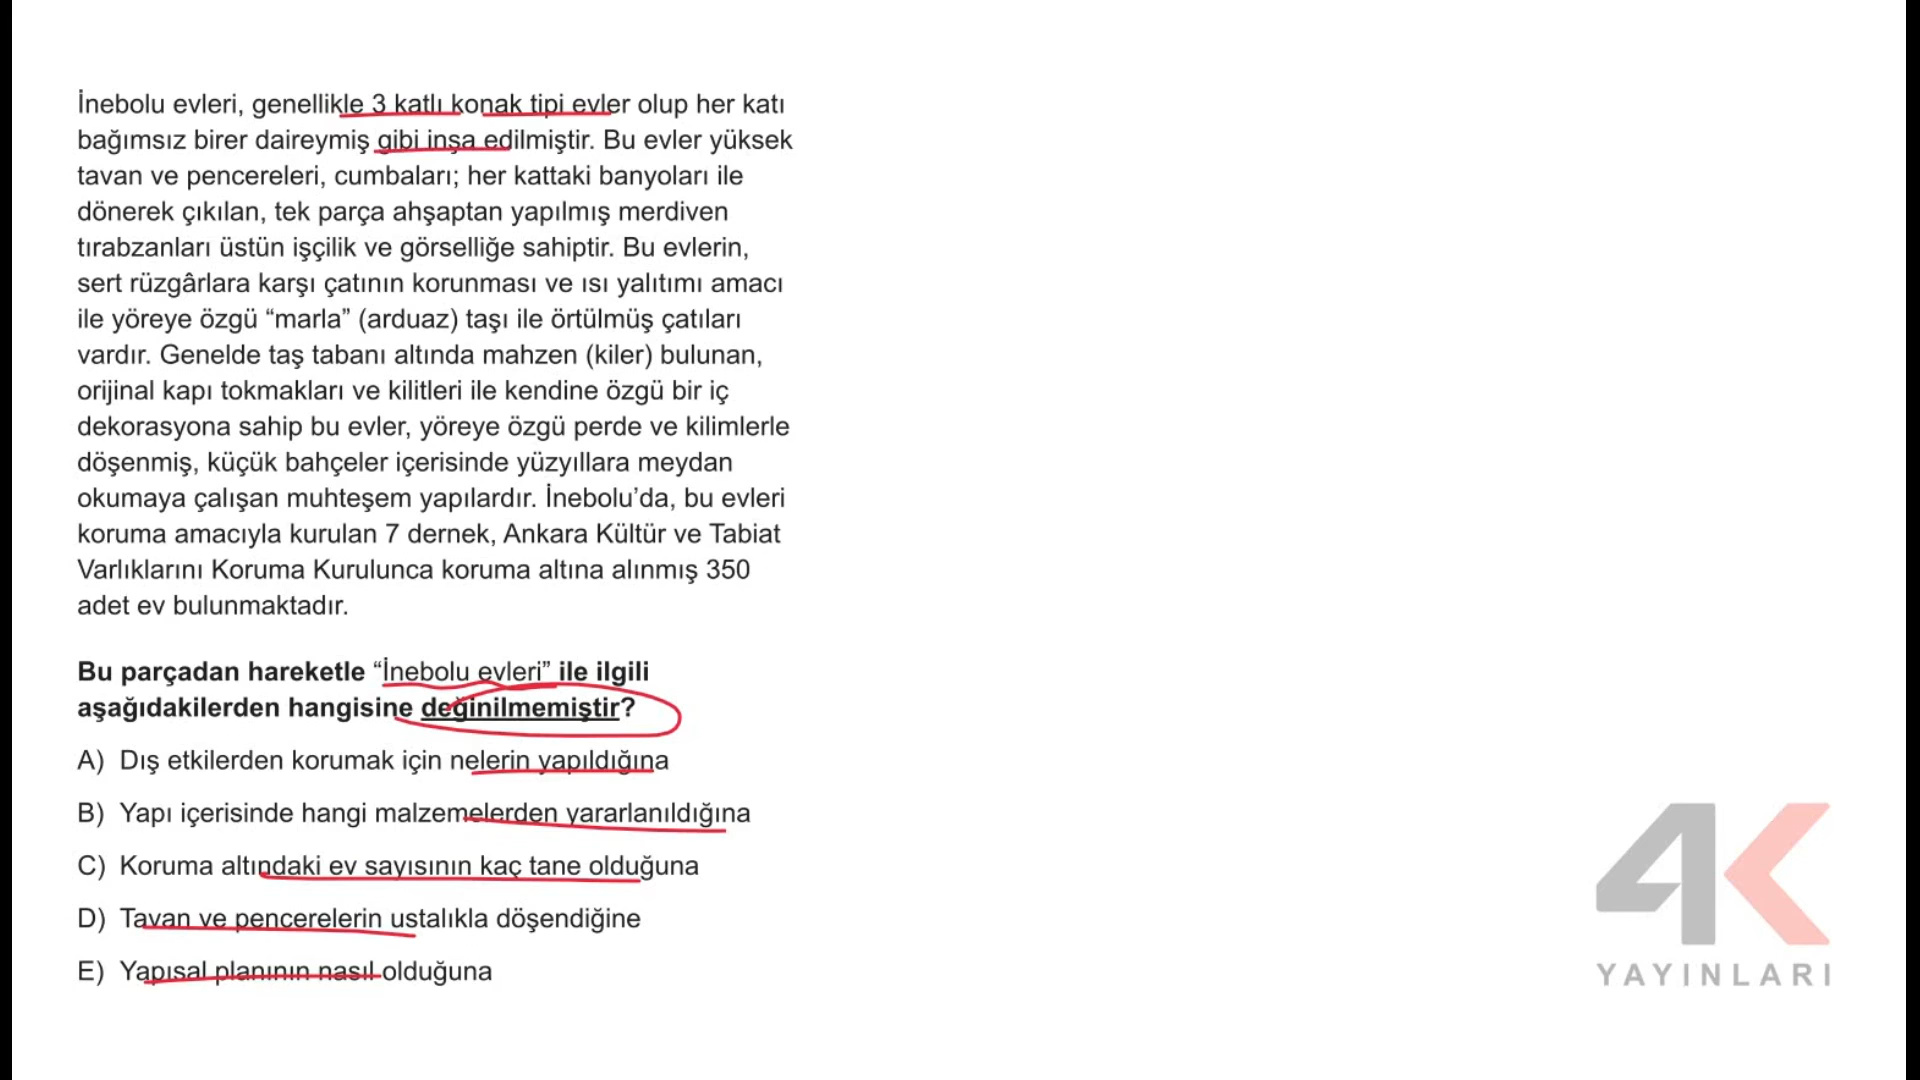 İnebolu evleri, genellikle 3 katlı konak tipi evler olup her katı
bağımsız birer daireymiş gibi inşa edilmiştir. Bu evler yüksek
tavan ve pencereleri, cumbaları; her kattaki banyoları ile
dönerek çıkılan, tek parça ahşaptan yapılmış merdiven
tırabzanları üstün işçilik ve görselliğe sahiptir. Bu evlerin,
sert rüzgârlara karşı çatının korunması ve ısı yalıtımı amacı
ile yöreye özgü “marla” (arduaz) taşı ile örtülmüş çatıları
vardır. Genelde taş tabanı altında mahzen (kiler) bulunan,
orijinal kapı tokmakları ve kilitleri ile kendine özgü bir iç
dekorasyona sahip bu evler, yöreye özgü perde ve kilimlerle
döşenmiş, küçük bahçeler içerisinde yüzyıllara meydan
okumaya çalışan muhteşem yapılardır. İnebolu’da, bu evleri
koruma amacıyla kurulan 7 dernek, Ankara Kültür ve Tabiat
Varlıklarını Koruma Kurulunca koruma altına alınmış 350
adet ev bulunmaktadır.
Bu parçadan hareketle “İnebolu evleri” ile ilgili
aşağıdakilerden hangisine değinilmemiştir?
A) Dış etkilerden korumak için nelerin yapıldığına
B) Yapı içerisinde hangi malzemelerden yararlanıldığına
C) Koruma altındaki ev sayısının kaç tane olduğuna
D) Tavan ve pencerelerin ustalıkla döşendiğine
E) Yapısal planının nasıl olduğuna
4K
YAYINLARI